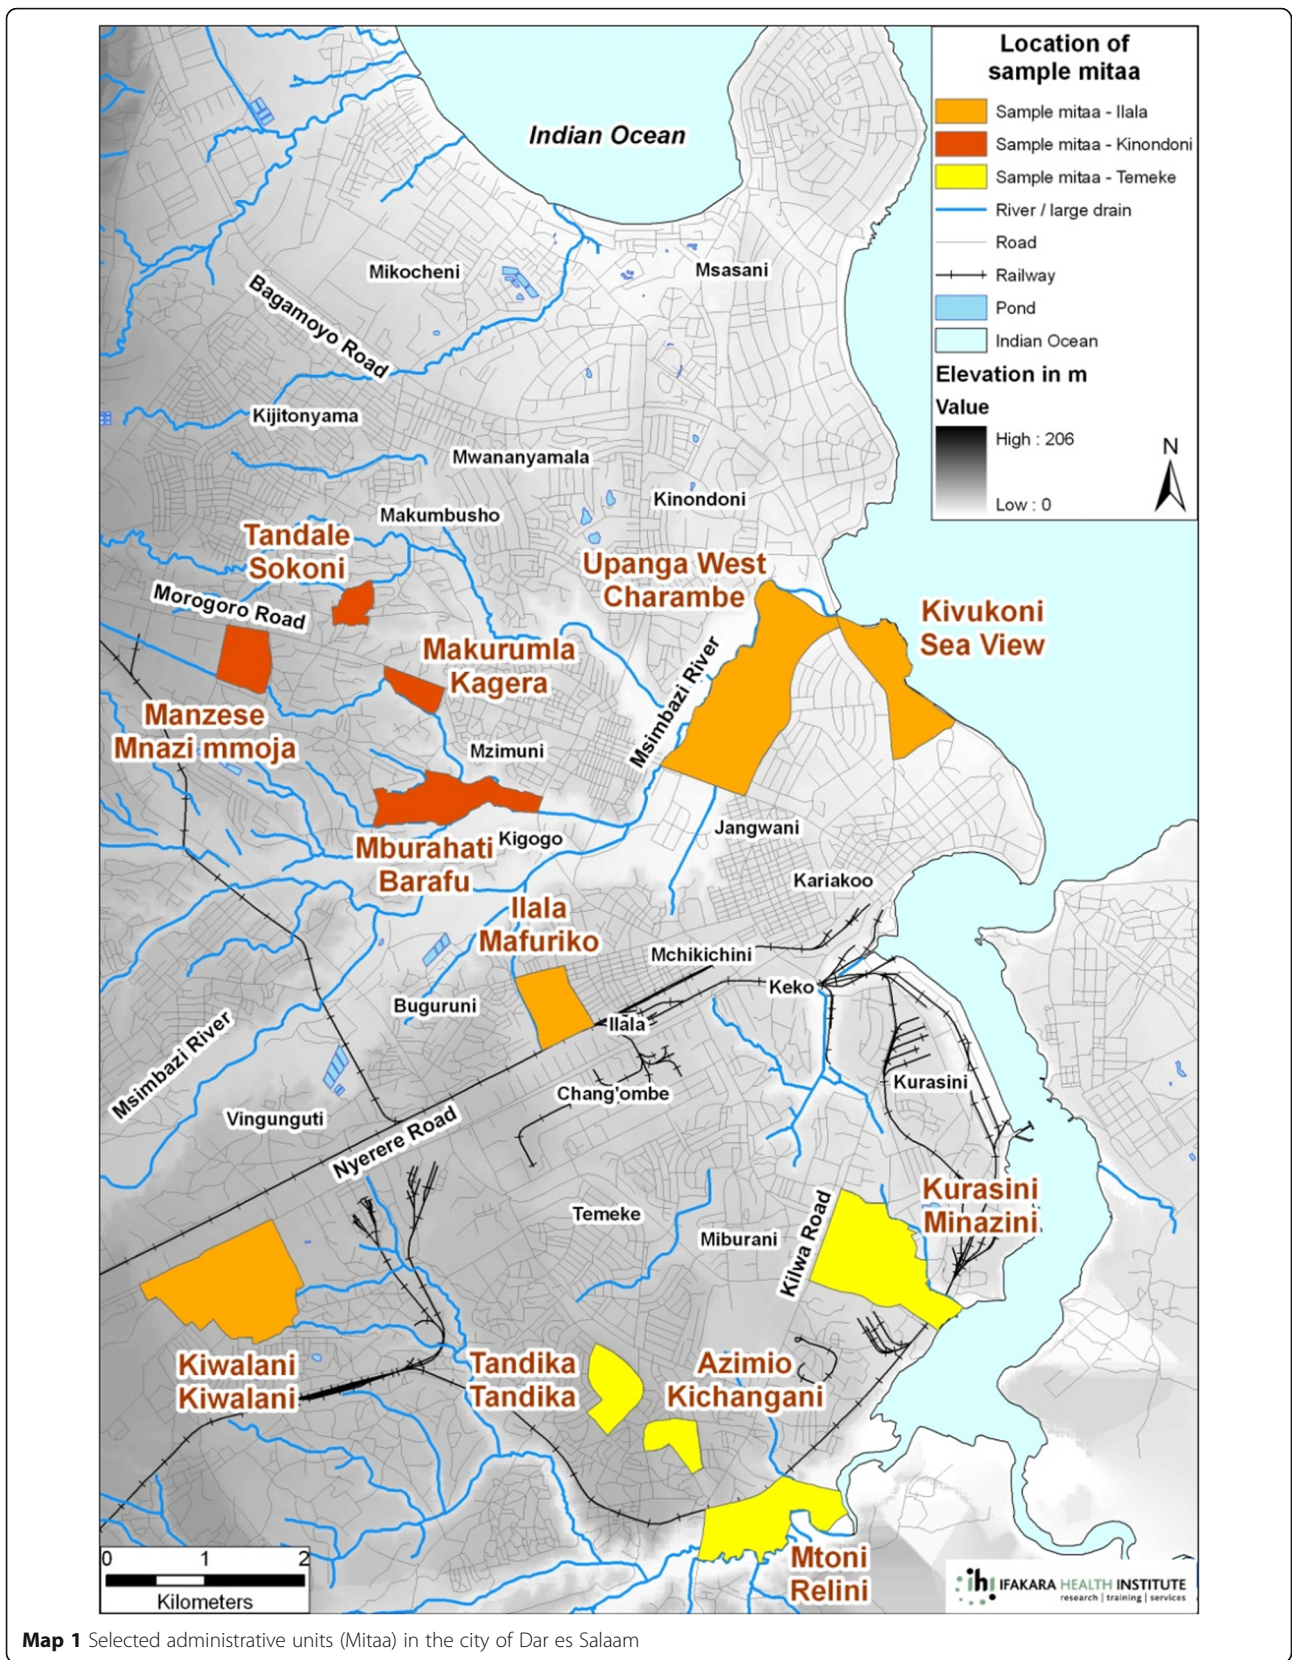 Location of
sample mitaa
Sample mitaa - Ilala
Sample mitaa - Kinondoni
Sample mitaa - Temeke
River / large drain
Road
Railway
Pond
Indian Ocean
Elevation in m
Value
High : 206
Low : 0
N
Indian Ocean
Mikocheni
Msasani
Bagamoyo Road
Kijitonyama
Mwananyamala
Kinondoni
Makumbusho
Tandale
Sokoni
Upanga West
Charambe
Morogoro Road
Kivukoni
Sea View
Makurumla
Kagera
Msimbazi River
Manzese
Mnazi mmoja
Mzimuni
Jangwani
Mburahati
Barafu
Kigogo
Kariakoo
Ilala
Mafuriko
Mchikichini
Keko
Buguruni
Ilala
Msimbazi River
Kurasini
Chang'ombe
Vingunguti
Nyerere Road
Kurasini
Minazini
Temeke
Miburani
Kilwa Road
Kiwalani
Kiwalani
Tandika
Tandika
Azimio
Kichangani
Mtoni
Relini
0 1 2
Kilometers
ihi IFAKARA HEALTH INSTITUTE
research | training | services
Map 1 Selected administrative units (Mitaa) in the city of Dar es Salaam